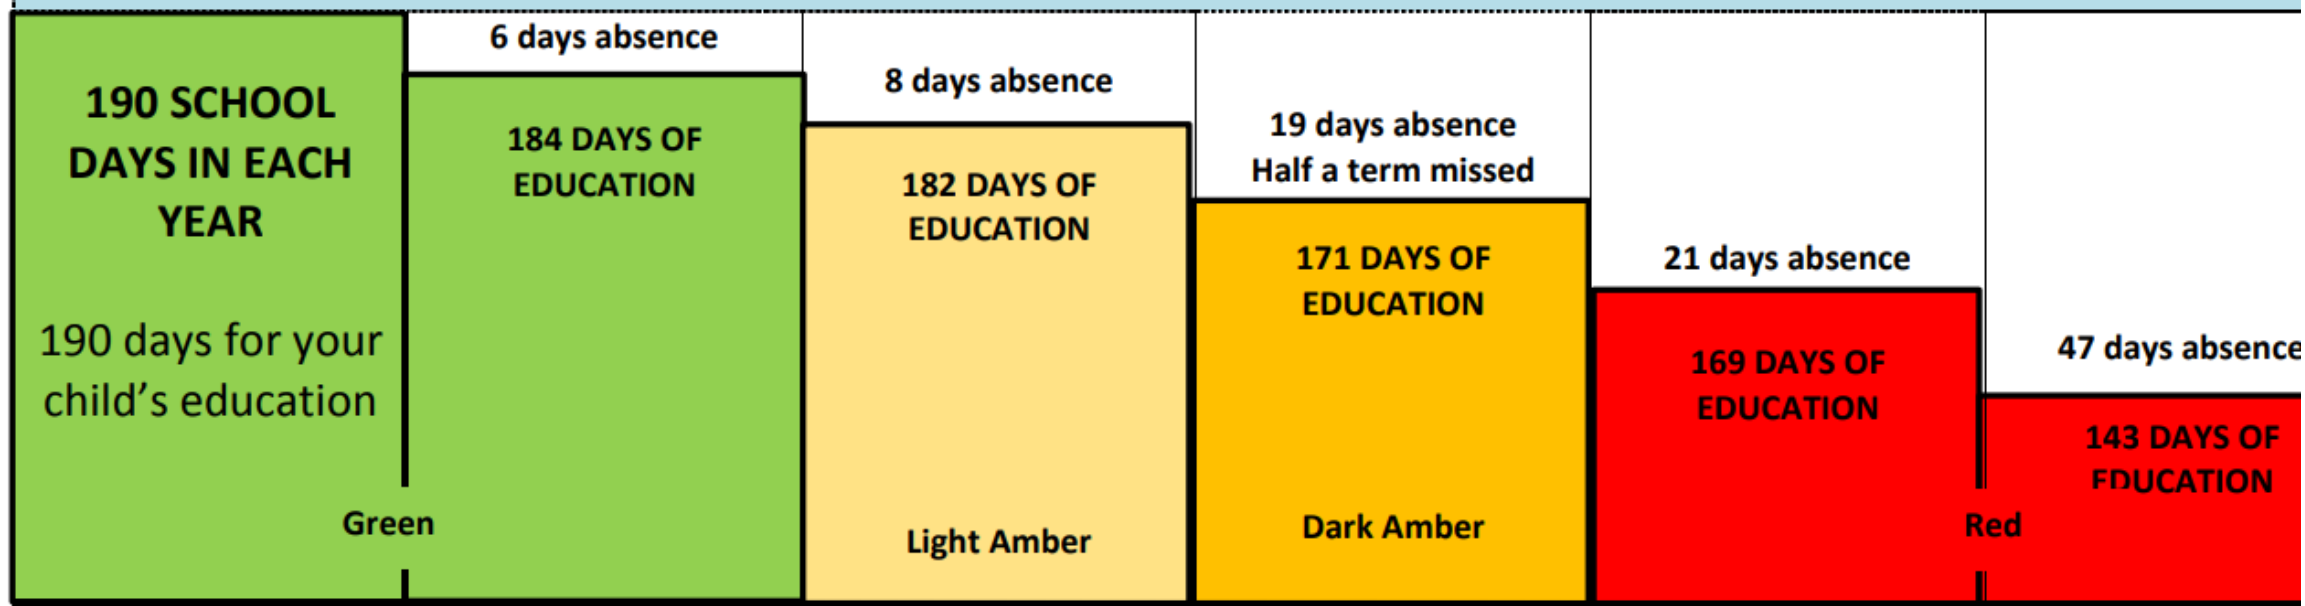 190 SCHOOL
DAYS IN EACH
YEAR
190 days for your
child’s education
6 days absence
184 DAYS OF
EDUCATION
Green
8 days absence
182 DAYS OF
EDUCATION
Light Amber
19 days absence
Half a term missed
171 DAYS OF
EDUCATION
Dark Amber
21 days absence
169 DAYS OF
EDUCATION
47 days absence
143 DAYS OF
EDUCATION
Red